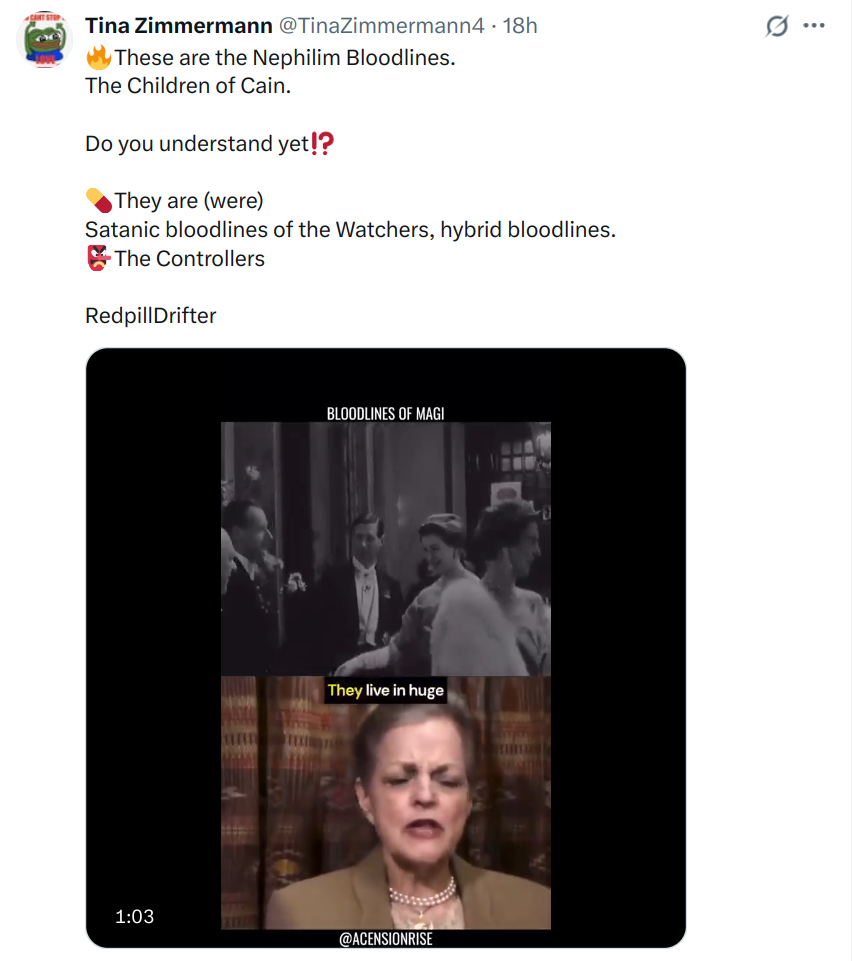 CANT STOP
Tina Zimmermann @TinaZimmermann4 · 18h
🔥These are the Nephilim Bloodlines.
The Children of Cain.
Do you understand yet⁉️
💊They are (were)
Satanic bloodlines of the Watchers, hybrid bloodlines.
👺The Controllers
RedpillDrifter
BLOODLINES OF MAGI
They live in huge
1:03
@ACENSIONRISE